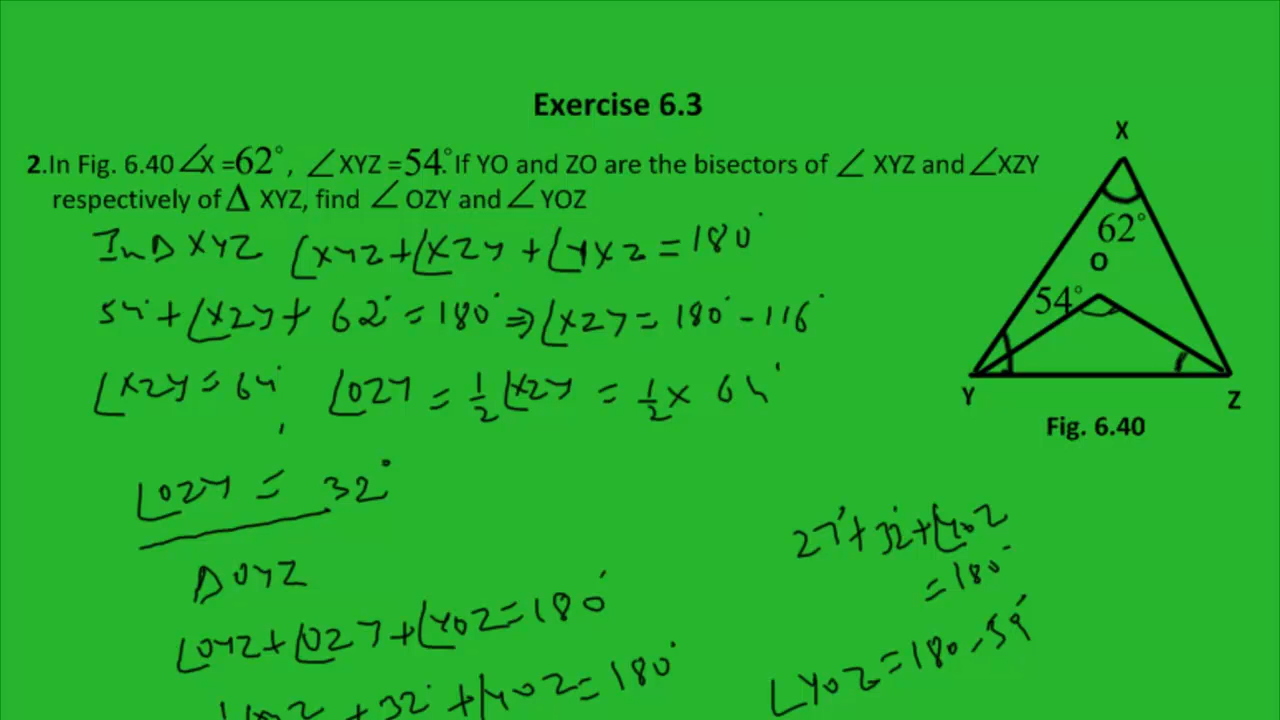 Exercise 6.3
2.In Fig. 6.40 ∠X =62°, ∠XYZ =54°. If YO and ZO are the bisectors of ∠ XYZ and ∠XZY
respectively of Δ XYZ, find ∠OZY and ∠YOZ
X
62°
O
54°
Y
Z
Fig. 6.40
In Δ XYZ ∠XYZ+∠XZY+∠YXZ=180°
54°+∠XZY+ 62°=180°⇒∠XZY=180°-116°
∠XZY=64° ∠OZY=1/2∠XZY=1/2×64°
∠OZY= 32°
Δ OYZ
∠OYZ+∠OZY+∠YOZ=180°
+32°+∠YOZ=180°
27°+32°+∠YOZ
=180°
∠YOZ=180-59°